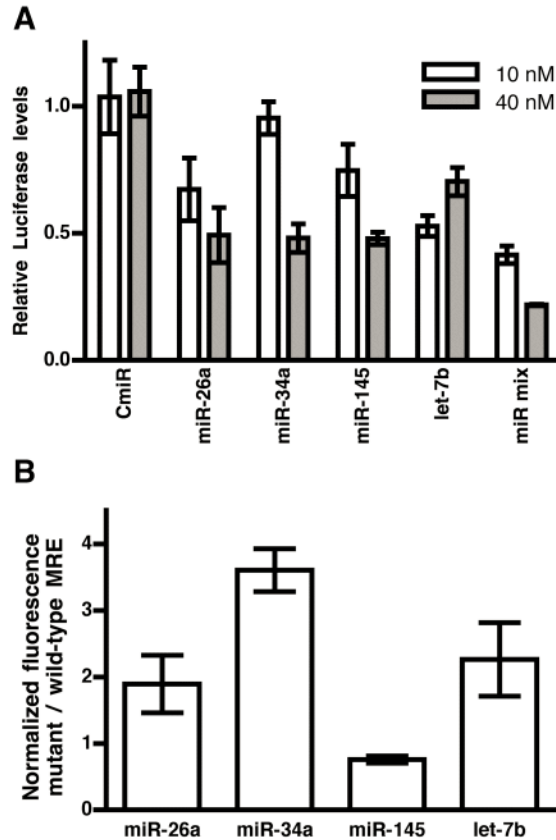 A
10 nM
40 nM
Relative Luciferase levels
1.0
0.5
0.0
CmiR
miR-26a
miR-34a
miR-145
let-7b
miR mix
B
Normalized fluorescence
mutant / wild-type MRE
4
3
2
1
0
miR-26a
miR-34a
miR-145
let-7b